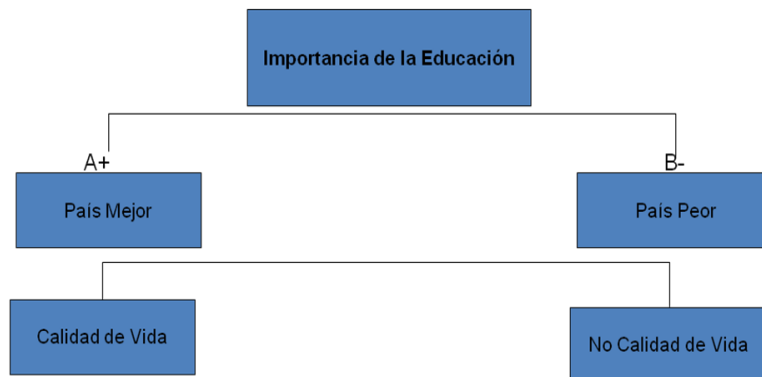 Importancia de la Educación
A+
B-
País Mejor
País Peor
Calidad de Vida
No Calidad de Vida